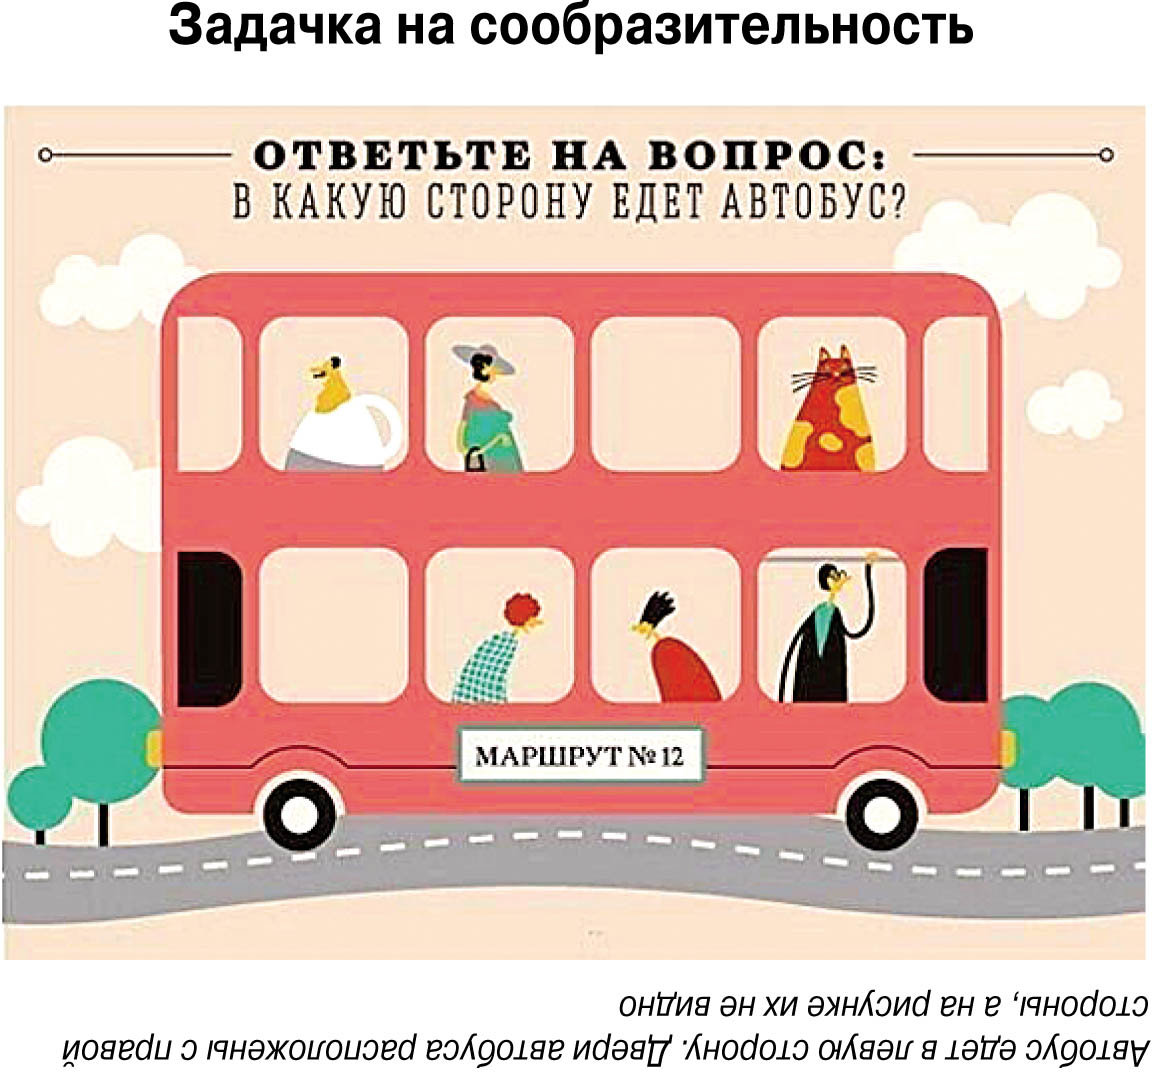 Задачка на сообразительность
ОТВЕТЬТЕ НА ВОПРОС:
В КАКУЮ СТОРОНУ ЕДЕТ АВТОБУС?
МАРШРУТ № 12
Автобус едет в левую сторону. Двери автобуса расположены с правой
стороны, а на рисунке их не видно